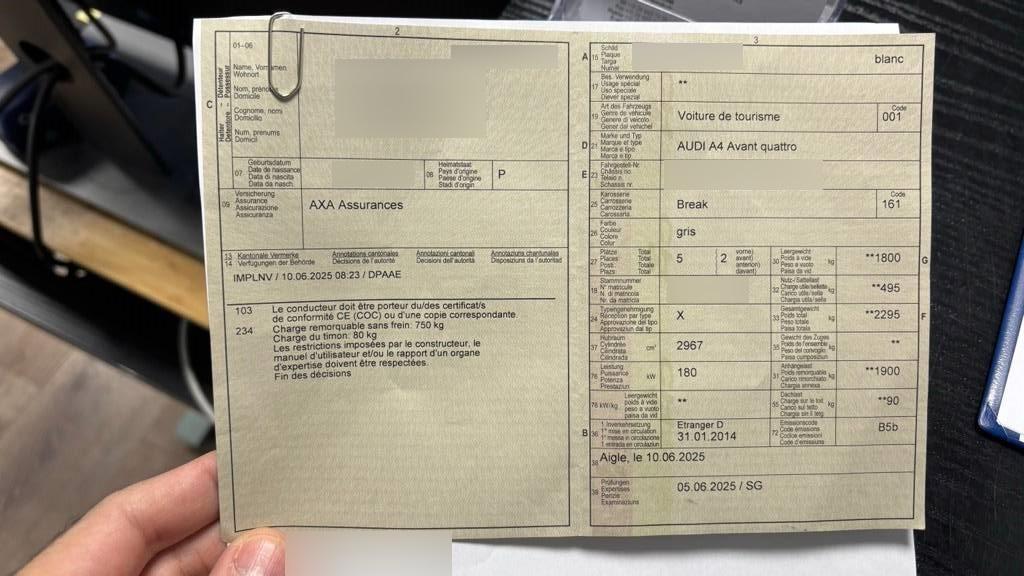 2
01-06
Name, Vornamen
Wohnort
Nom, prénoms
Domicile
Cognome, nomi
Domicilio
Num, prenums
Domicil
C
Halter
Détenteur
Detentore
Possessur
07
Geburtsdatum
Date de naissance
Data di nascita
Data da nasch.
08
Heimatstaat
Pays d'origine
Paese d'origine
Stadi d'origin
P
09
Versicherung
Assurance
Assicurazione
Assicuranza
AXA Assurances
13 Kantonale Vermerke Annotations cantonales Annotazioni cantonali Annotaziuns chantunalas
14 Verfügungen der Behörde Décisions de l'autorité Decisioni dell'autorità Disposiziuns da l'autoritad
IMPLNV / 10.06.2025 08:23 / DPAAE
103 Le conducteur doit être porteur du/des certificat/s
de conformité CE (COC) ou d'une copie correspondante.
234 Charge remorquable sans frein: 750 kg
Charge du timon: 80 kg
Les restrictions imposées par le constructeur, le
manuel d'utilisateur et/ou le rapport d'un organe
d'expertise doivent être respectées.
Fin des décisions
3
A 15
Schild
Plaque
Targa
Numer
blanc
17
Bes. Verwendung
Usage spécial
Uso speciale
Diever spezial
**
19
Art des Fahrzeugs
Genre de véhicule
Genere di veicolo
Gener dal vehichel
Voiture de tourisme
Code
001
D 21
Marke und Typ
Marque et type
Marca e tipo
Marca e tip
AUDI A4 Avant quattro
E 23
Fahrgestell-Nr.
Châssis no
Telaio n.
Schassis nr.
25
Karosserie
Carrosserie
Carrozzeria
Carossaria
Break
Code
161
26
Farbe
Couleur
Colore
Colur
gris
27
Plätze Total
Places Total
Posti Totale
Plazs Total
5
2
vorne)
avant)
anteriori)
davant)
30
Leergewicht
Poids à vide
Peso a vuoto
Paisa da vid
kg
**1800
G
18
Stammnummer
N° matricule
N. di matricola
Nr. da matricla
32
Nutz-/Sattellast
Charge utile/sellette
Carico utile/sella
Chargia utila/sella
kg
**495
24
Typengenehmigung
Réception par type
Approvazione del tipo
Approvaziun dal tip
X
33
Gesamtgewicht
Poids total
Peso totale
Paisa totala
kg
**2295
F
37
Hubraum
Cylindrée
Cilindrata
Cilindrada
cm³
2967
35
Gewicht des Zuges
Poids de l'ensemble
Peso del convoglio
Paisa cumposiziun
kg
**
76
Leistung
Puissance
Potenza
Prestaziun
kW
180
31
Anhängelast
Poids remorquable
Carico rimorchiato
Chargia annexa
kg
**1900
78 kW/kg
Leergewicht
poids à vide
peso a vuoto
paisa da vid
**
55
Dachlast
Charge sur le toit
Carico sul tetto
Chargia sin il tetg
kg
**90
B 36
1. Inverkehrsetzung
1re mise en circulation
1a messa in circolazione
1. entrada en circulaziun
Etranger D
31.01.2014
72
Emissionscode
Code émissions
Codice emissioni
Code d'emissiuns
B5b
38
Aigle, le 10.06.2025
39
Prüfungen
Expertises
Perizie
Examinaziuns
05.06.2025 / SG